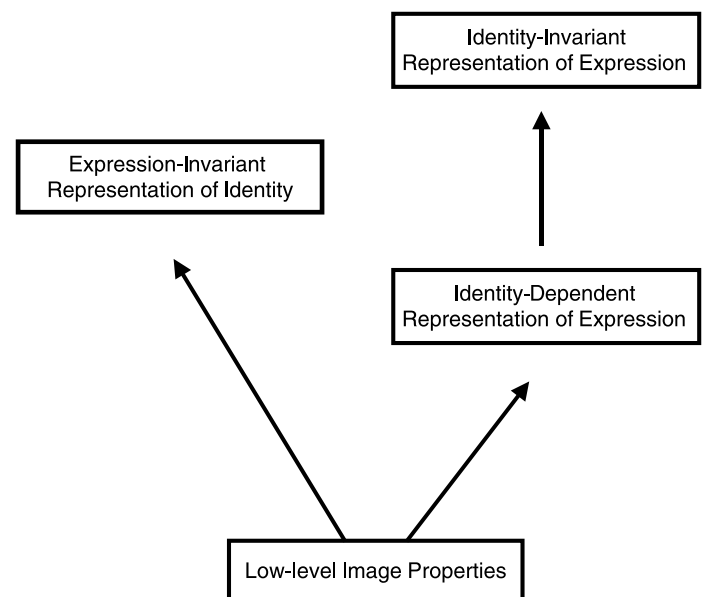 Identity-Invariant
Representation of Expression
Expression-Invariant
Representation of Identity
Identity-Dependent
Representation of Expression
Low-level Image Properties